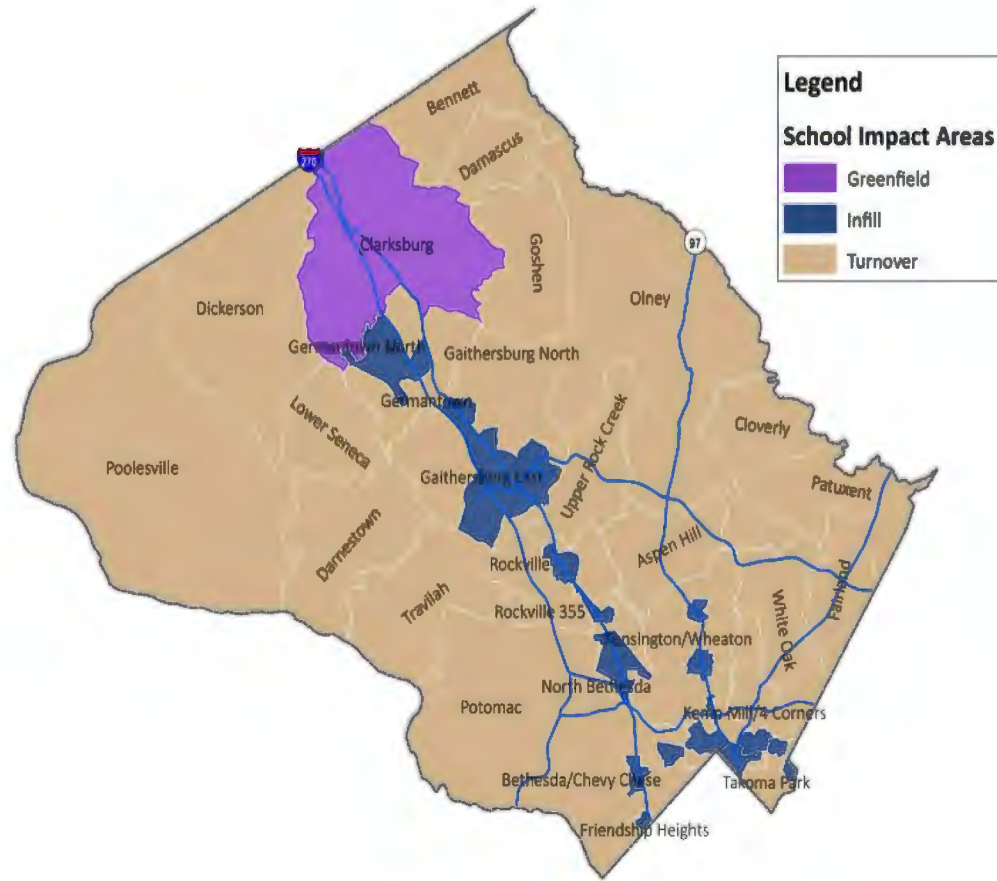 Legend
School Impact Areas
Greenfield
Infill
Turnover
Bennett
Damascus
270
Clarksburg
Goshen
97
Dickerson
Olney
Germantown North
Gaithersburg North
Germantown
Lower Seneca
Cloverly
Poolesville
Gaithersburg East
Upper Rock Creek
Patuxent
Darnestown
Aspen Hill
Rockville
Travilah
Rockville 355
White Oak
Fairland
Kensington/Wheaton
North Bethesda
Potomac
Kemp Mill/4 Corners
Bethesda/Chevy Chase
Takoma Park
Friendship Heights